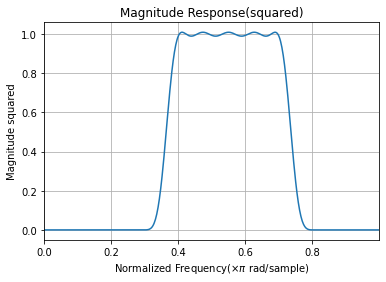 Magnitude Response(squared)
Magnitude squared
1.0
0.8
0.6
0.4
0.2
0.0
0.0 0.2 0.4 0.6 0.8
Normalized Frequency(×π rad/sample)